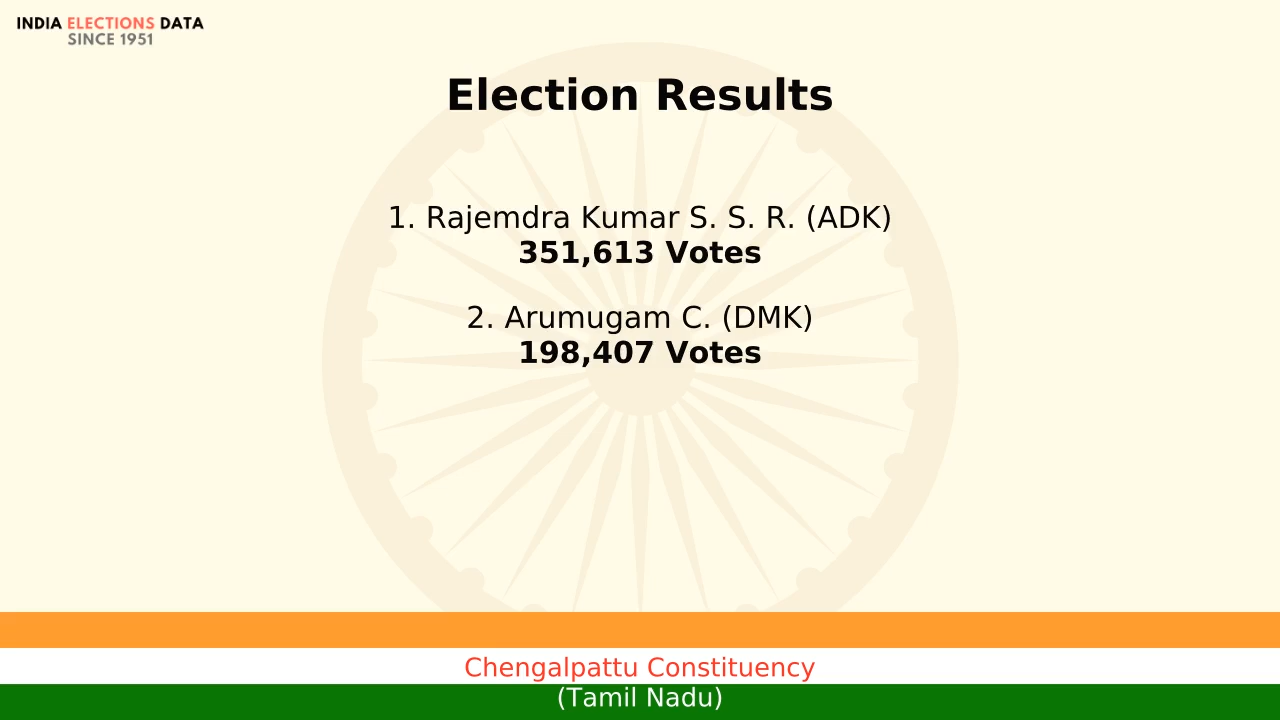 INDIA ELECTIONS DATA
SINCE 1951
Election Results
1. Rajemdra Kumar S. S. R. (ADK)
351,613 Votes
2. Arumugam C. (DMK)
198,407 Votes
Chengalpattu Constituency
(Tamil Nadu)